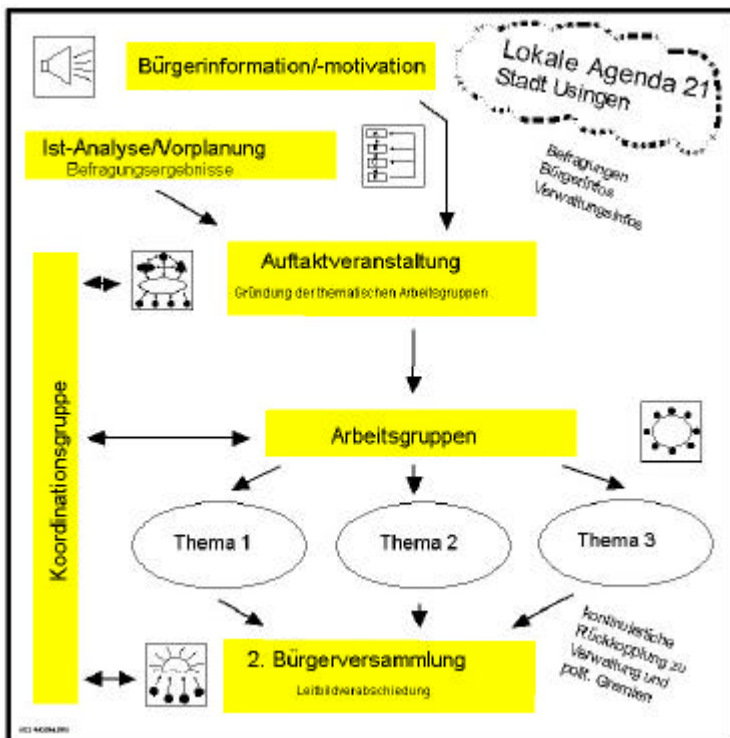 Bürgerinformation/-motivation
Lokale Agenda 21
Stadt Usingen
Ist-Analyse/Vorplanung
Befragungsergebnisse
Befragungen
Bürgerinfos
Verwaltungsinfos
Auftaktveranstaltung
Gründung der thematischen Arbeitsgruppen
Koordinationsgruppe
Arbeitsgruppen
Thema 1
Thema 2
Thema 3
2. Bürgerversammlung
Leitbildverabschiedung
kontinuierliche
Rückkopplung zu
Verwaltung und
polit. Gremien